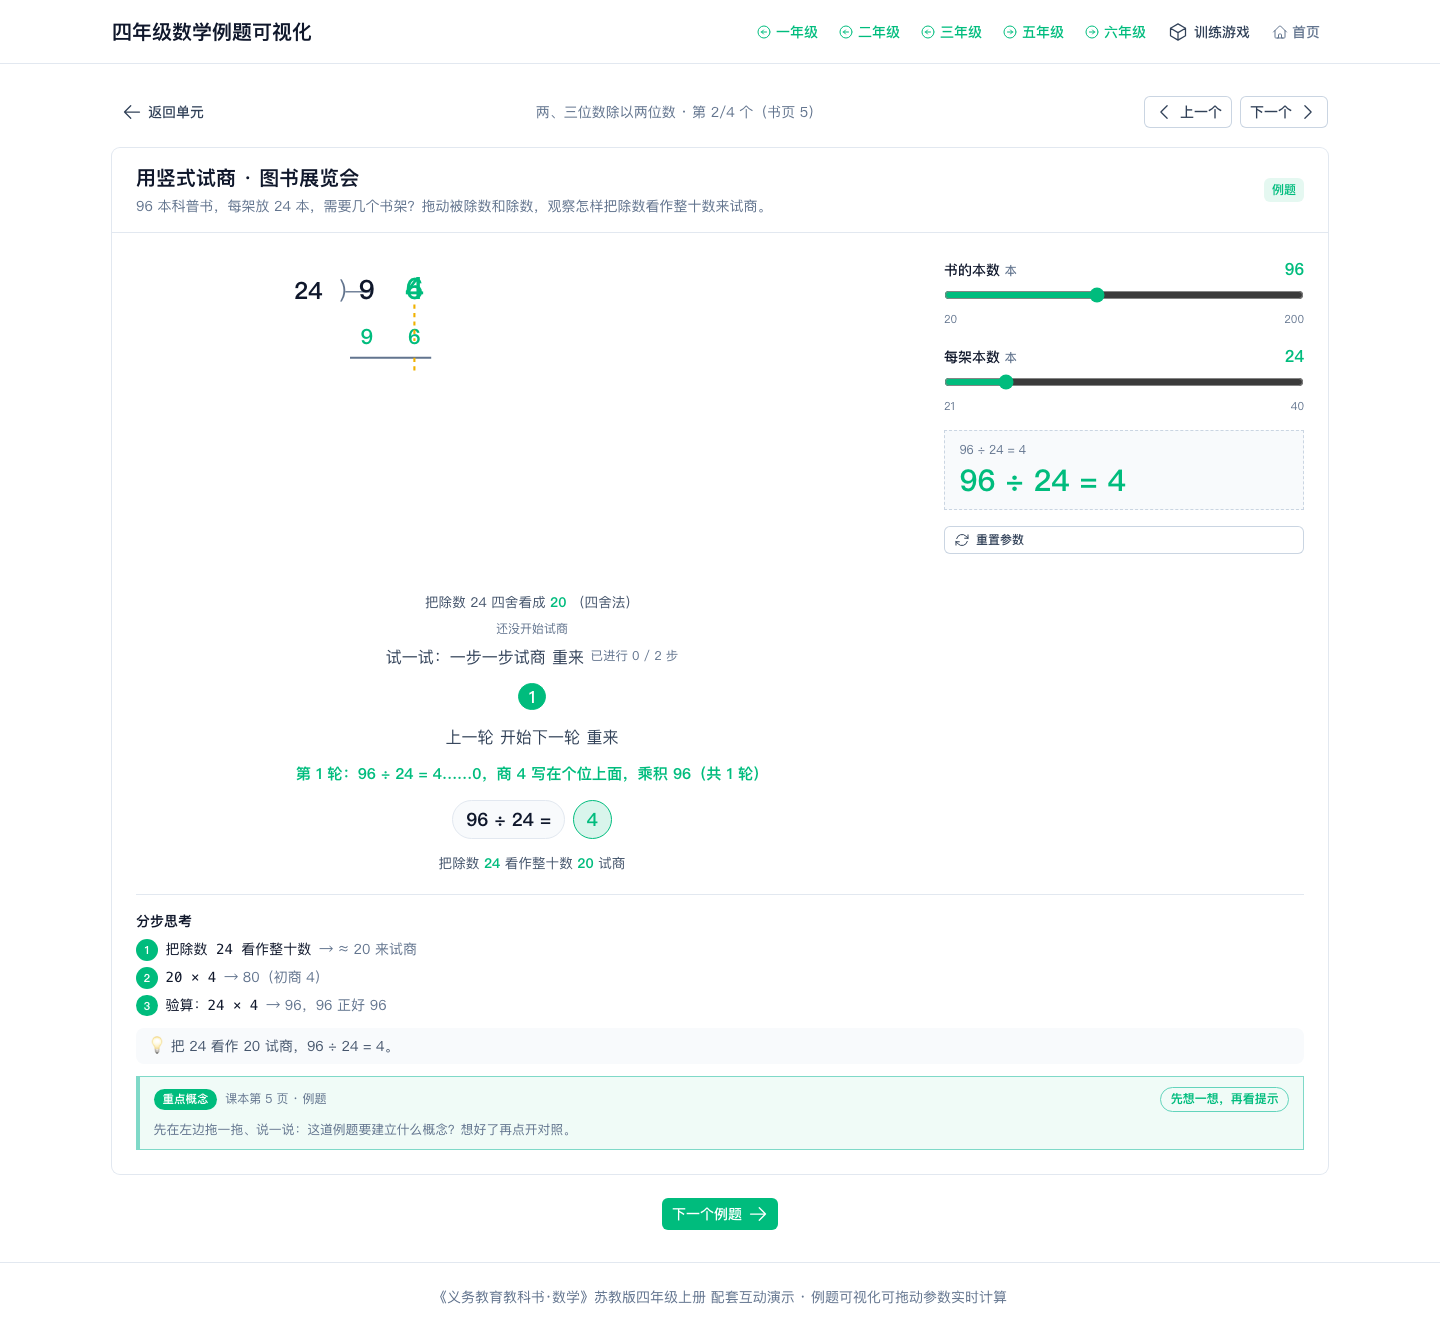 四年级数学例题可视化
一年级 二年级 三年级 五年级 六年级 训练游戏 首页
返回单元 两、三位数除以两位数 · 第 2/4 个（书页 5） 上一个 下一个
用竖式试商 · 图书展览会
96 本科普书，每架放 24 本，需要几个书架？拖动被除数和除数，观察怎样把除数看作整十数来试商。
例题
24 ) 9
9 6
书的本数 本 96
20 200
每架本数 本 24
21 40
96 ÷ 24 = 4
96 ÷ 24 = 4
重置参数
把除数 24 四舍看成 20 （四舍法）
还没开始试商
试一试：一步一步试商 重来 已进行 0 / 2 步
1
上一轮 开始下一轮 重来
第 1 轮：96 ÷ 24 = 4……0，商 4 写在个位上面，乘积 96（共 1 轮）
96 ÷ 24 = 4
把除数 24 看作整十数 20 试商
分步思考
1 把除数 24 看作整十数 → ≈ 20 来试商
2 20 × 4 → 80（初商 4）
3 验算：24 × 4 → 96，96 正好 96
把 24 看作 20 试商，96 ÷ 24 = 4。
重点概念 课本第 5 页 · 例题 先想一想，再看提示
先在左边拖一拖、说一说：这道例题要建立什么概念？想好了再点开对照。
下一个例题
《义务教育教科书·数学》苏教版四年级上册 配套互动演示 · 例题可视化可拖动参数实时计算